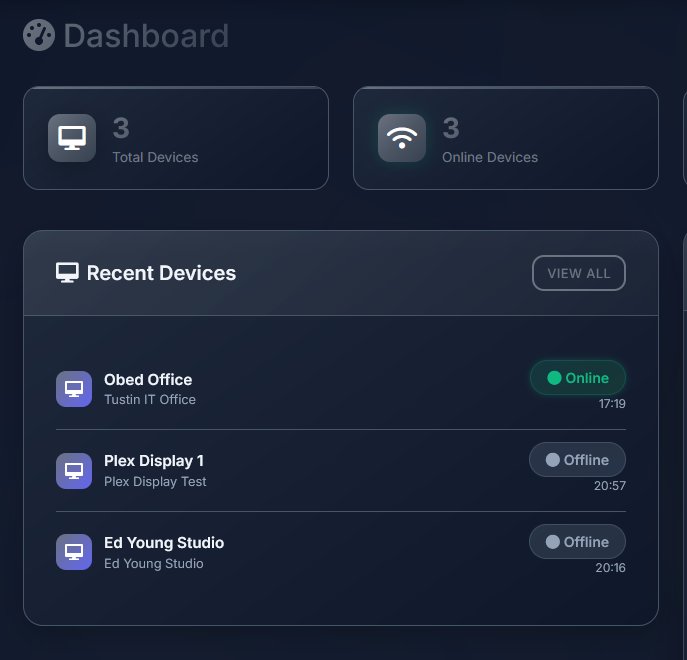 Dashboard
3
Total Devices
3
Online Devices
Recent Devices
VIEW ALL
Obed Office
Tustin IT Office
Online
17:19
Plex Display 1
Plex Display Test
Offline
20:57
Ed Young Studio
Ed Young Studio
Offline
20:16